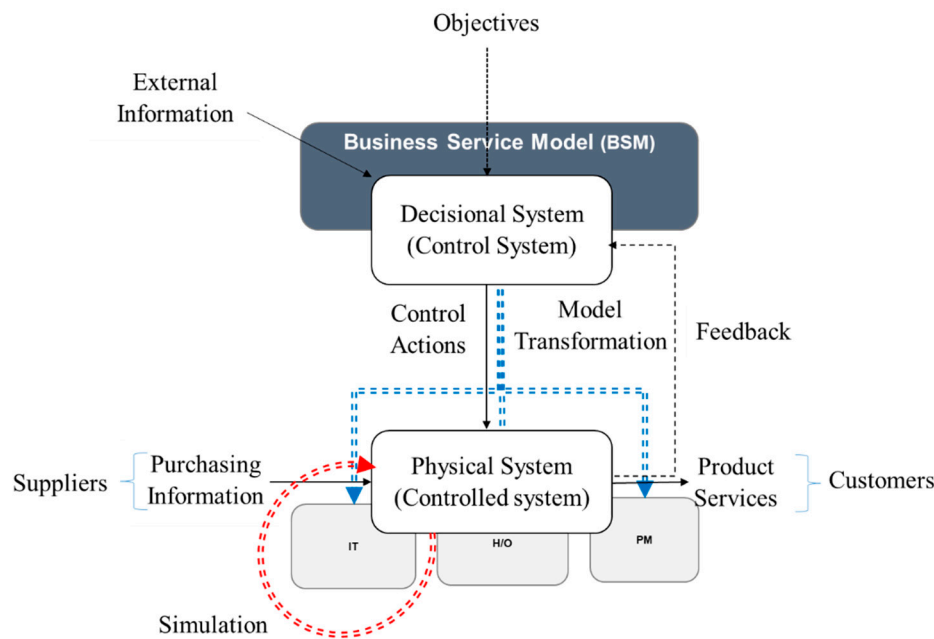 Objectives
External
Information
Business Service Model (BSM)
Decisional System
(Control System)
Control
Actions
Model
Transformation
Feedback
Suppliers
Purchasing
Information
Physical System
(Controlled system)
Product
Services
Customers
IT
H/O
PM
Simulation